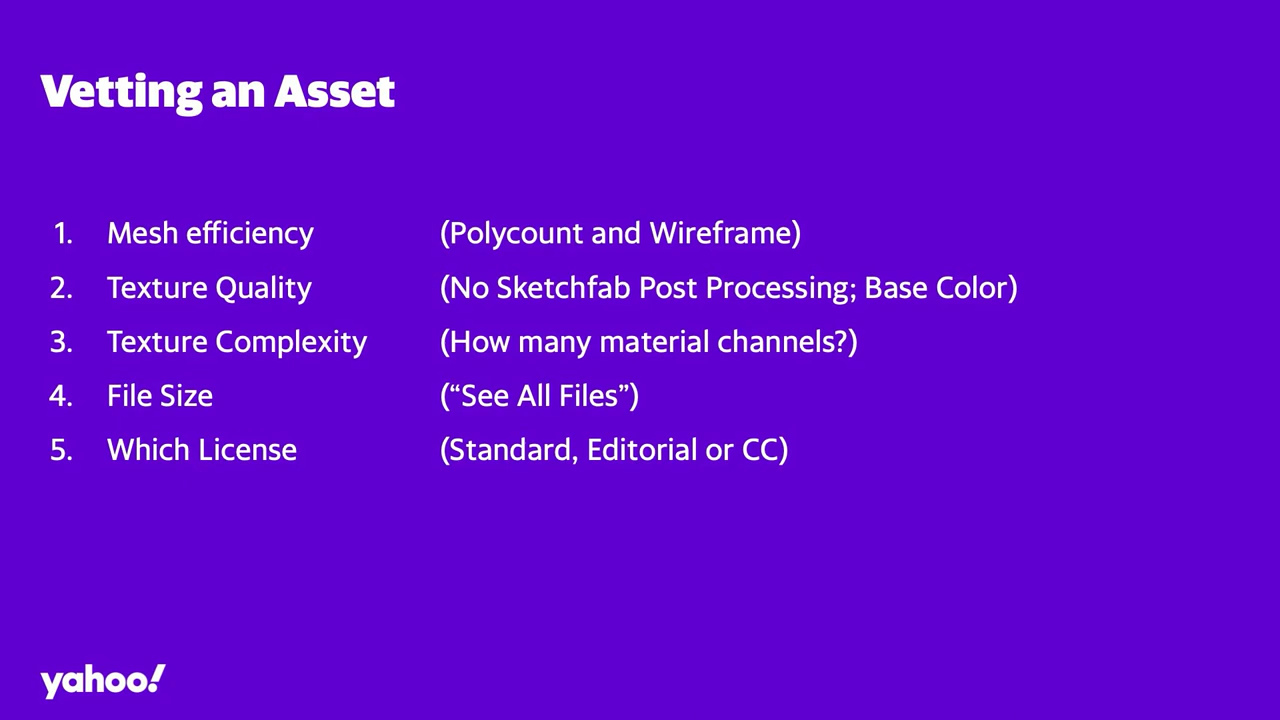 Vetting an Asset
1. Mesh efficiency (Polycount and Wireframe)
2. Texture Quality (No Sketchfab Post Processing; Base Color)
3. Texture Complexity (How many material channels?)
4. File Size (“See All Files”)
5. Which License (Standard, Editorial or CC)
yahoo!